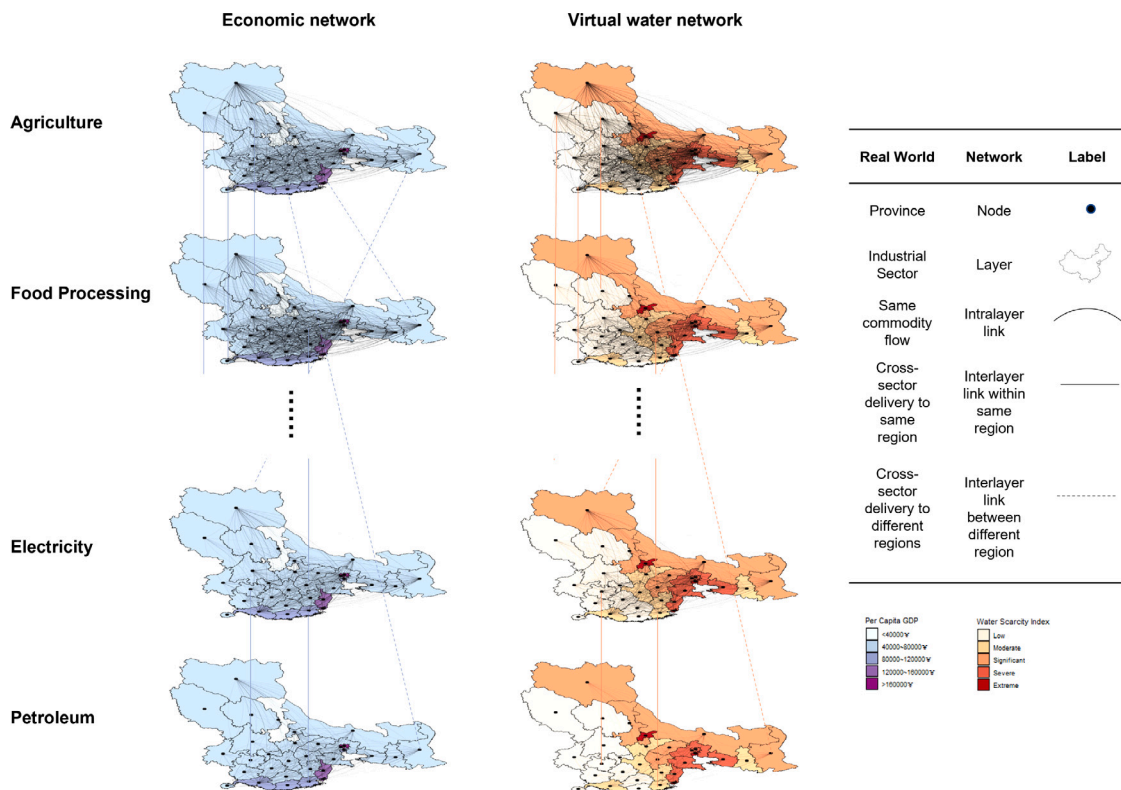 Economic network
Virtual water network
Agriculture
Food Processing
Electricity
Petroleum
Real World
Network
Label
Province
Node
Industrial
Sector
Layer
Same
commodity
flow
Intralayer
link
Cross-
sector
delivery to
same
region
Interlayer
link within
same
region
Cross-
sector
delivery to
different
regions
Interlayer
link
between
different
region
Per Capita GDP
<40000¥
40000~80000¥
80000~120000¥
120000~160000¥
>160000¥
Water Scarcity Index
Low
Moderate
Significant
Severe
Extreme